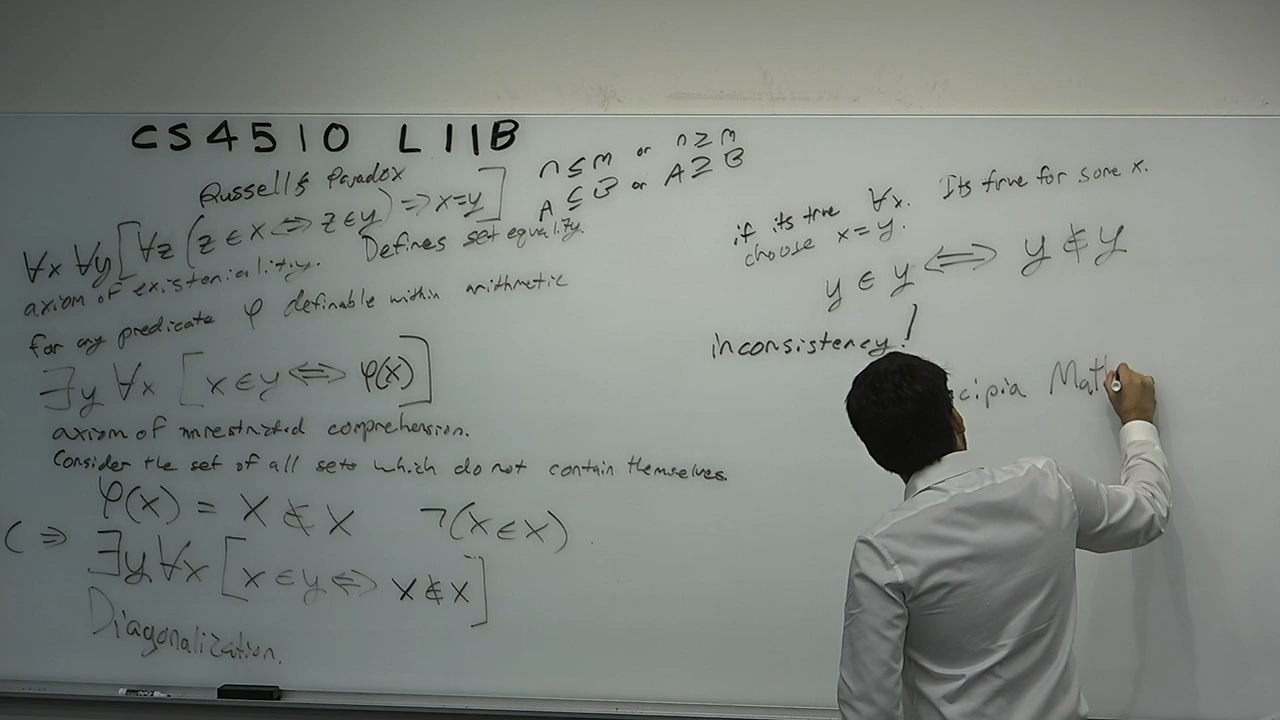 CS4510 L11B
Russell's Paradox
∀x ∀y [∀z (z ∈ x ⟺ z ∈ y) ⟹ x=y]
n ≤ m or n ≥ m
A ≤ B or A ≥ B
axiom of existeniality. Defines set equality.
for any predicate φ definable within arithmetic
∃y ∀x [x ∈ y ⟺ φ(x)]
axiom of unrestricted comprehension.
Consider the set of all sets which do not contain themselves
φ(x) = x ∉ x ¬(x ∈ x)
(⇒ ∃y ∀x [x ∈ y ⟺ x ∉ x]
Diagonalization.
if its true ∀x. Its true for some x.
choose x=y.
y ∈ y ⟺ y ∉ y
inconsistency!
cipia Mat